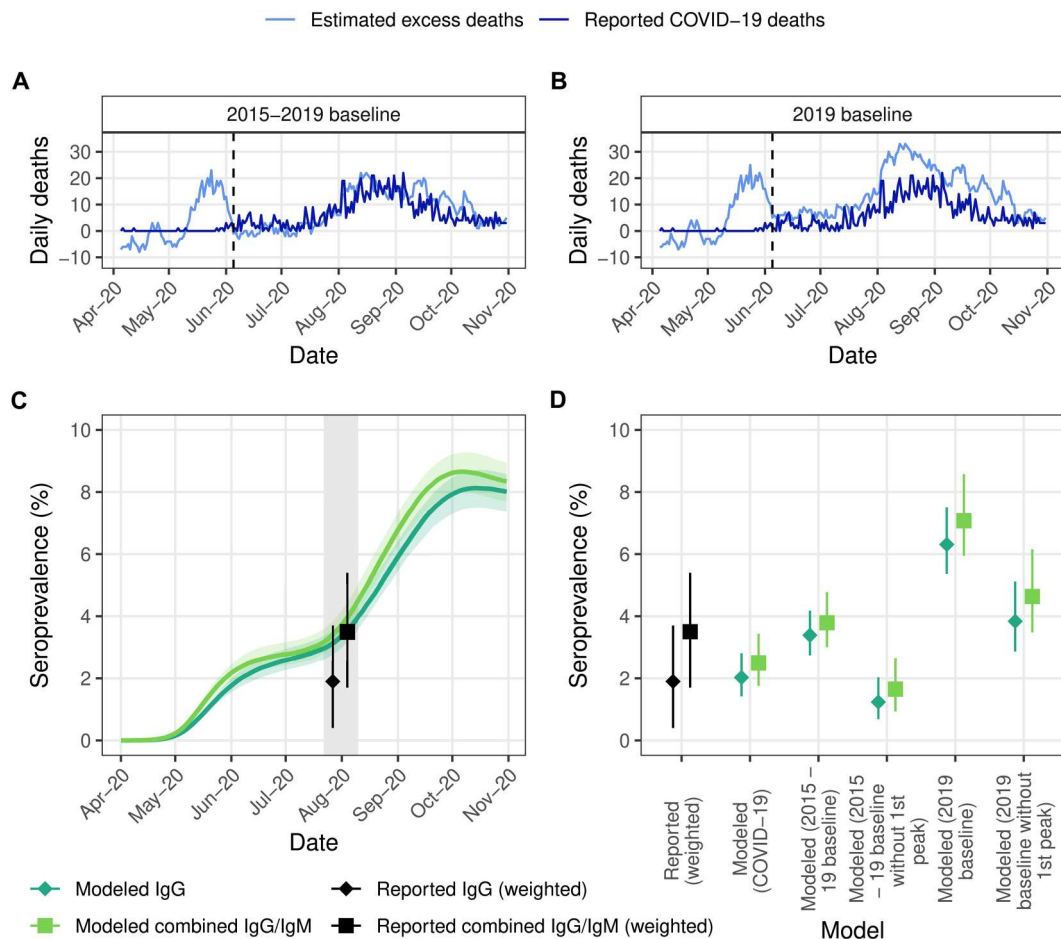 Estimated excess deaths Reported COVID−19 deaths
A
B
2015−2019 baseline
2019 baseline
Daily deaths
30
20
10
0
−10
Apr−20
May−20
Jun−20
Jul−20
Aug−20
Sep−20
Oct−20
Nov−20
Date
Daily deaths
30
20
10
0
−10
Apr−20
May−20
Jun−20
Jul−20
Aug−20
Sep−20
Oct−20
Nov−20
Date
C
Seroprevalence (%)
10
8
6
4
2
0
Apr−20
May−20
Jun−20
Jul−20
Aug−20
Sep−20
Oct−20
Nov−20
Date
D
Seroprevalence (%)
10
8
6
4
2
0
Reported
(weighted)
Modeled
(COVID−19)
Modeled (2015 −
19 baseline)
Modeled (2015
− 19 baseline
without 1st
peak)
Modeled (2019
baseline)
Modeled (2019
baseline without
1st peak)
Model
Modeled IgG
Reported IgG (weighted)
Modeled combined IgG/IgM
Reported combined IgG/IgM (weighted)